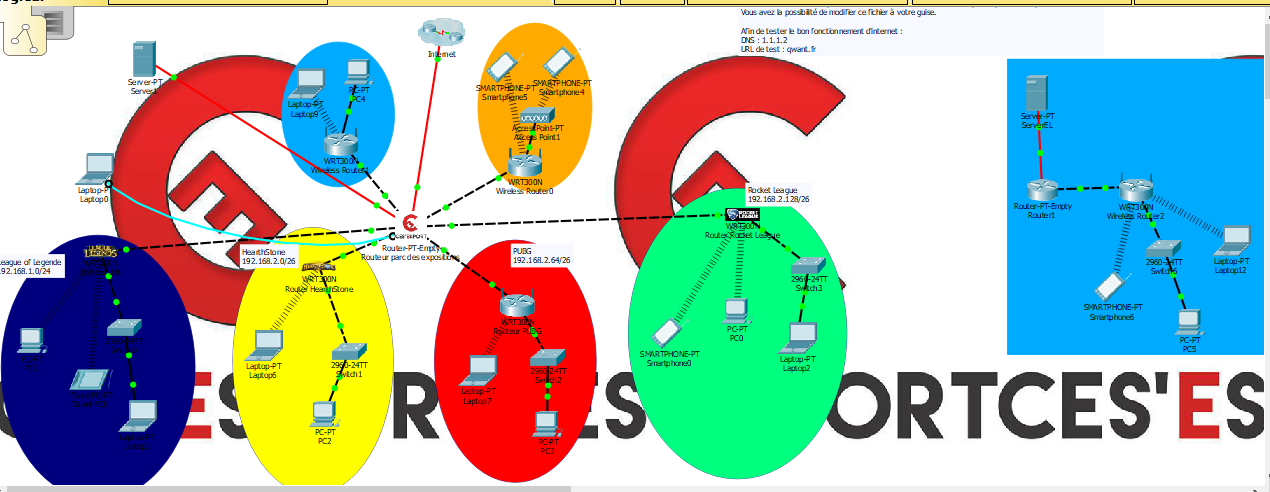 Vous avez la possibilité de modifier ce fichier à votre guise.
Afin de tester le bon fonctionnement d'internet :
DNS : 1.1.1.2
URL de test : qwant.fr
Internet
Server-PT
Server1
Laptop-PT
Laptop9
PC-PT
PC4
WRT300N
SMARTPHONE-PT
Smartphone5
SMARTPHONE-PT
Smartphone4
AccessPoint-PT
Access Point1
WRT300N
Wireless Router0
Server-PT
ServerEL
Laptop-P
Laptop0
Router-PT-Empty
Routeur parc des expositions
Rocket League
192.168.2.128/26
WRT300N
Router Rocket League
Router-PT-Empty
Router1
WRT300N
Wireless Router2
League of Legende
192.168.1.0/24
HearthStone
192.168.2.0/26
PUBG
192.168.2.64/26
WRT300N
Router HearthStone
WRT300N
Routeur PUBG
2960-24TT
Switch3
2960-24TT
Laptop-PT
Laptop12
SMARTPHONE-PT
Smartphone6
PC-PT
PC5
Laptop-PT
Laptop6
2960-24TT
Switch1
PC-PT
PC2
Laptop-PT
Laptop7
2960-24TT
Switch2
PC-PT
PC3
SMARTPHONE-PT
Smartphone0
PC-PT
PC0
Laptop-PT
Laptop2
ORTCES'ES